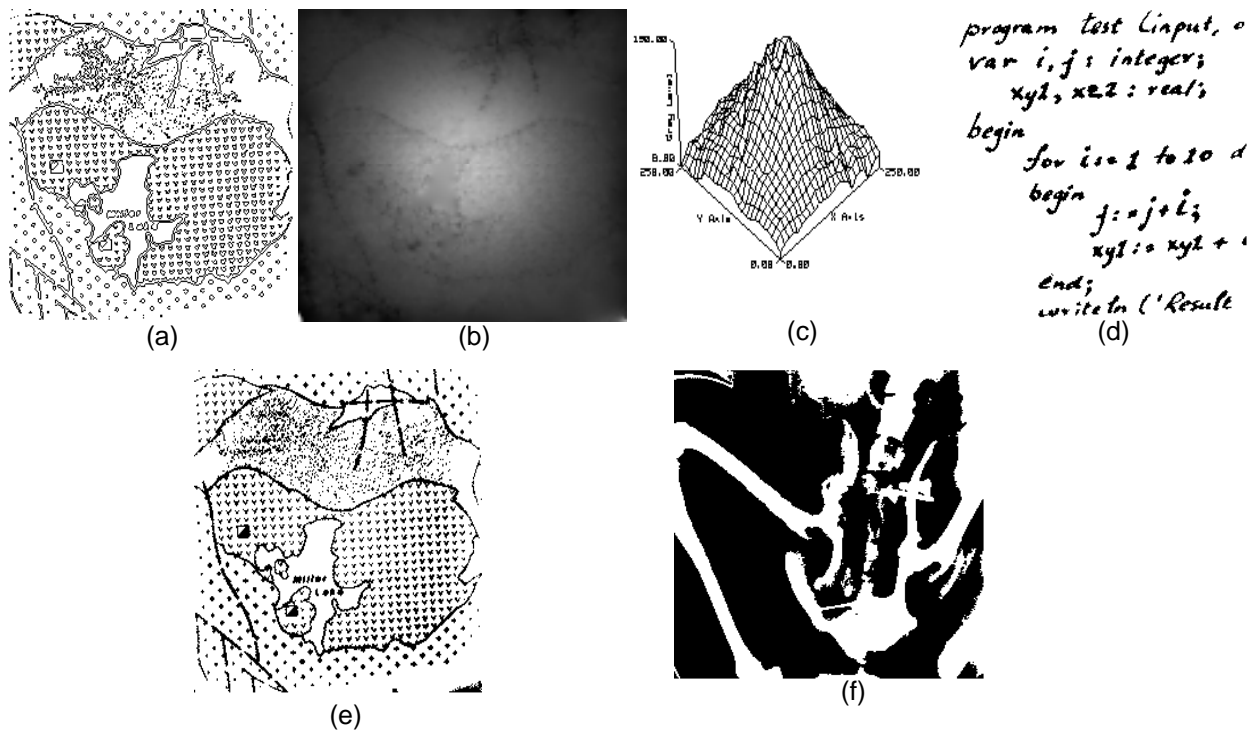 (a)
(b)
150.00
Gray Level
0.00
250.00
250.00
Y Axis
X Axis
0.00
0.00
(c)
program test (input, o
var i, j : integer;
xy1, xz2 : real;
begin
for i:= 1 to 10 d
begin
j:=j+i;
xy1:= xy1 +
end;
writeln ('Result
(d)
Milne
Lake
(e)
(f)